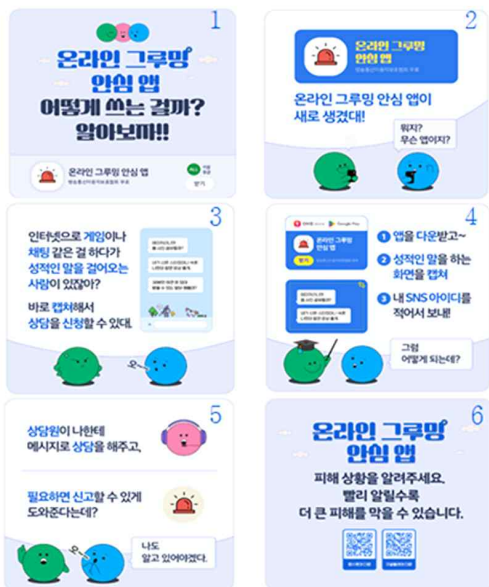 1
온라인 그루밍
안심 앱
어떻게 쓰는 걸까?
알아보자!!
온라인 그루밍 안심 앱
받기
2
온라인 그루밍
안심 앱
온라인 그루밍 안심 앱이
새로 생겼대!
뭐지?
무슨 앱이지?
3
인터넷으로 게임이나
채팅 같은 걸 하다가
성적인 말을 걸어오는
사람이 있잖아?
바로 캡쳐해서
상담을 신청할 수 있대.
오~
4
Google Play
온라인 그루밍
안심 앱
받기
1 앱을 다운받고~
2 성적인 말을 하는
화면을 캡쳐
3 내 SNS 아이디를
적어서 보내!
그럼
어떻게 되는데?
5
상담원이 나한테
메시지로 상담을 해주고,
필요하면 신고할 수 있게
도와준다는데?
나도
알고 있어야겠다.
6
온라인 그루밍
안심 앱
피해 상황을 알려주세요.
빨리 알릴수록
더 큰 피해를 막을 수 있습니다.